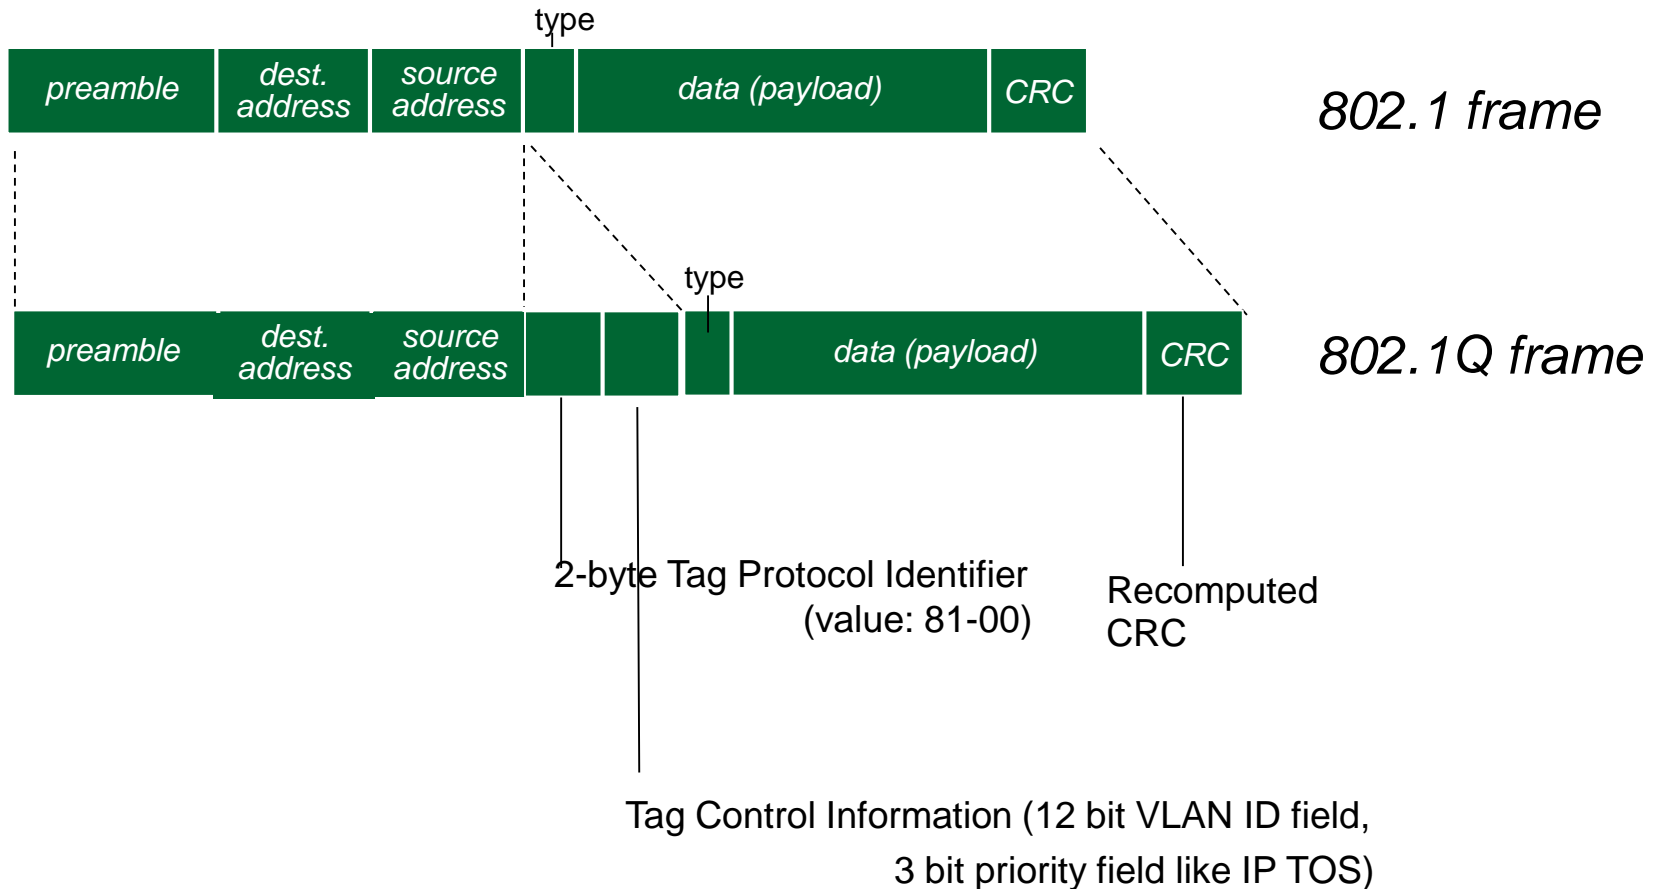 type
preamble
dest.
address
source
address
data (payload)
CRC
802.1 frame
type
preamble
dest.
address
source
address
data (payload)
CRC
802.1Q frame
2-byte Tag Protocol Identifier
(value: 81-00)
Recomputed
CRC
Tag Control Information (12 bit VLAN ID field,
3 bit priority field like IP TOS)